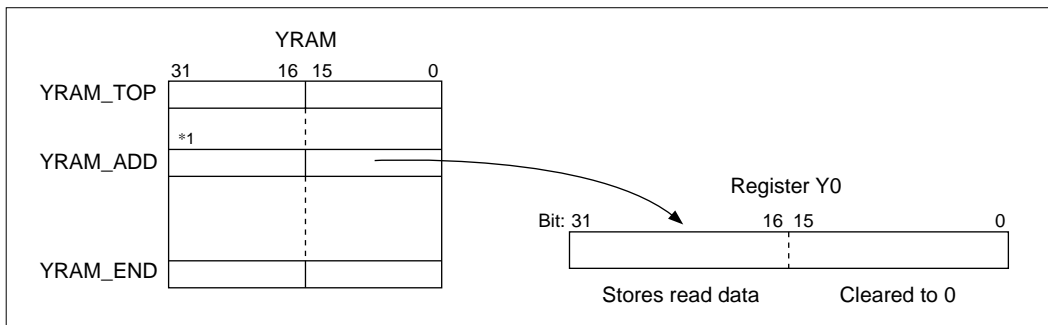 YRAM
31 16 15 0
YRAM_TOP
*1
YRAM_ADD
Register Y0
Bit: 31 16 15 0
YRAM_END
Stores read data Cleared to 0